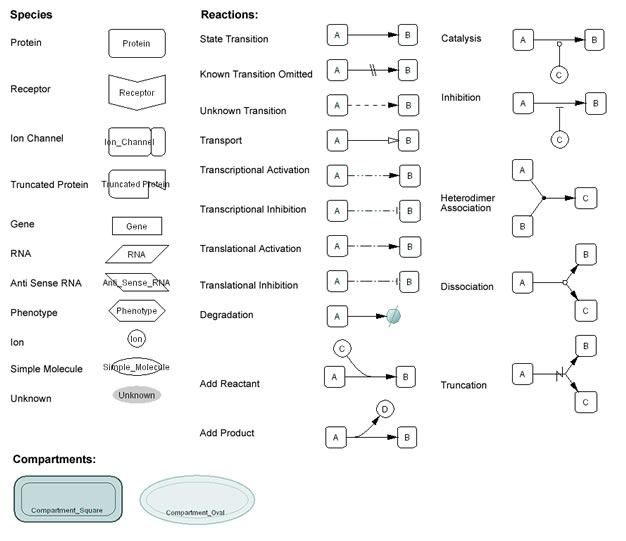 Species
Protein
Protein
Receptor
Receptor
Ion Channel
Ion_Channel
Truncated Protein
Truncated Protein
Gene
Gene
RNA
RNA
Anti Sense RNA
Anti_Sense_RNA
Phenotype
Phenotype
Ion
Ion
Simple Molecule
Simple_Molecule
Unknown
Unknown
Reactions:
State Transition
A B
Known Transition Omitted
A B
Unknown Transition
A B
Transport
A B
Transcriptional Activation
A B
Transcriptional Inhibition
A B
Translational Activation
A B
Translational Inhibition
A B
Degradation
A
Add Reactant
C
A B
Add Product
D
A B
Catalysis
A B
C
Inhibition
A B
C
Heterodimer
Association
A
C
B
Dissociation
B
A
C
Truncation
B
A
N
C
Compartments:
Compartment_Square
Compartment_Oval